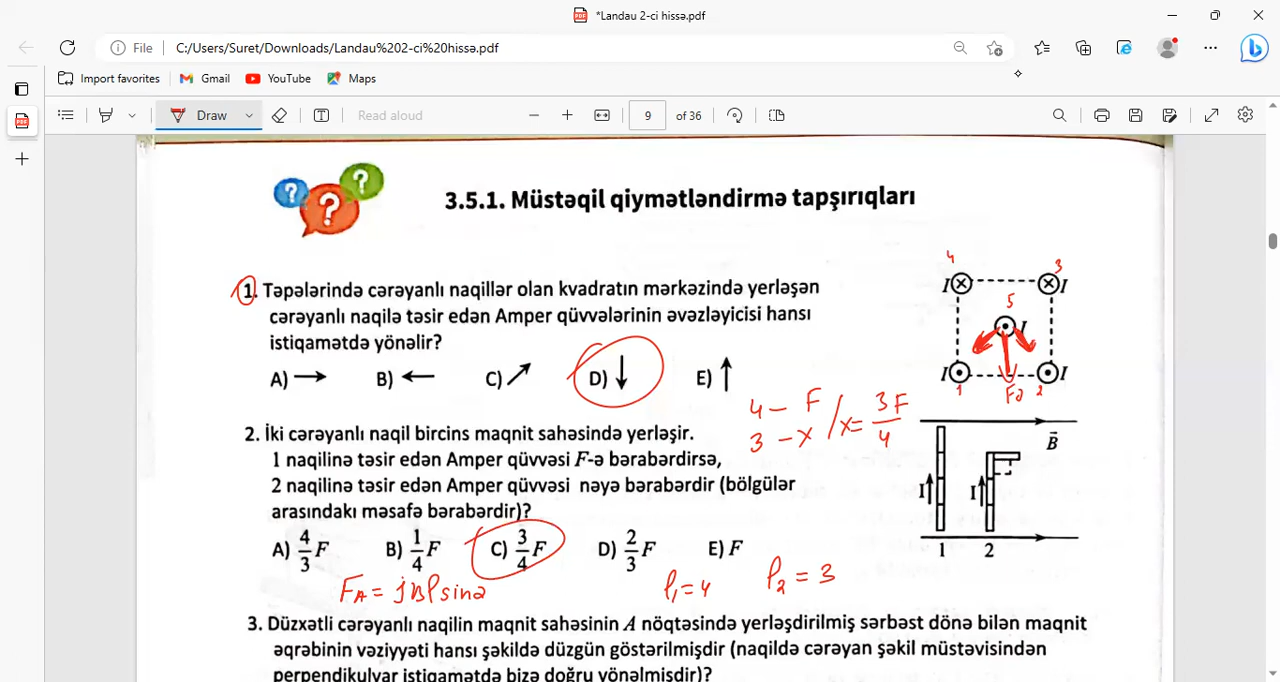 *Landau 2-ci hissə.pdf
File
C:/Users/Suret/Downloads/Landau%202-ci%20hissə.pdf
Import favorites
Gmail
YouTube
Maps
Draw
Read aloud
9
of 36
3.5.1. Müstəqil qiymətləndirmə tapşırıqları
1. Təpələrində cərəyanlı naqillər olan kvadratın mərkəzində yerləşən
cərəyanlı naqilə təsir edən Amper qüvvələrinin əvəzləyicisi hansı
istiqamətdə yönəlir?
A) → B) ← C) ↗ D) ↓ E) ↑
4 3
I I
5
I
I I
1 2
4 – F
3 – x / x = 3F/4
2. İki cərəyanlı naqil bircins maqnit sahəsində yerləşir.
1 naqilinə təsir edən Amper qüvvəsi F-ə bərabərdirsə,
2 naqilinə təsir edən Amper qüvvəsi nəyə bərabərdir (bölgülər
arasındakı məsafə bərabərdir)?
A) 4/3 F B) 1/4 F C) 3/4 F D) 2/3 F E) F
B
I I
1 2
l₁ = 4 l₂ = 3
3. Düzxətli cərəyanlı naqilin maqnit sahəsinin A nöqtəsində yerləşdirilmiş sərbəst dönə bilən maqnit
əqrəbinin vəziyyəti hansı şəkildə düzgün göstərilmişdir (naqildə cərəyan şəkil müstəvisindən
perpendikulyar istiqamətdə bizə doğru yönəlmişdir)?